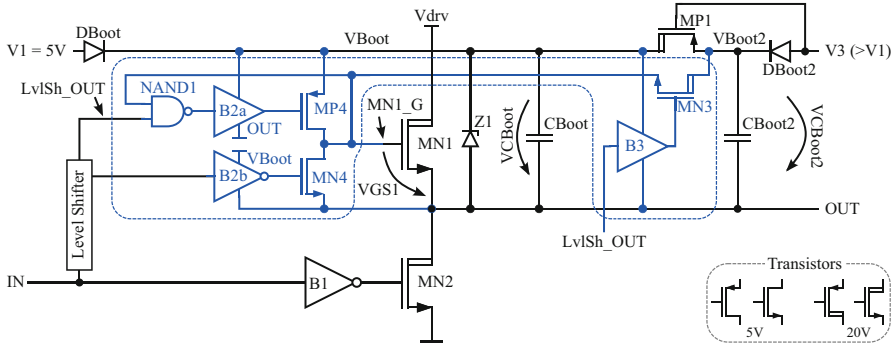 DBoot
Vdrv
MP1
V1 = 5V
VBoot
VBoot2
V3 (>V1)
DBoot2
LvlSh_OUT
NAND1
B2a
MP4
MN1_G
MN3
OUT
MN1
Z1
VCBoot
CBoot
B3
CBoot2
VCBoot2
VBoot
B2b
MN4
VGS1
Level Shifter
OUT
LvlSh_OUT
IN
B1
MN2
Transistors
5V
20V